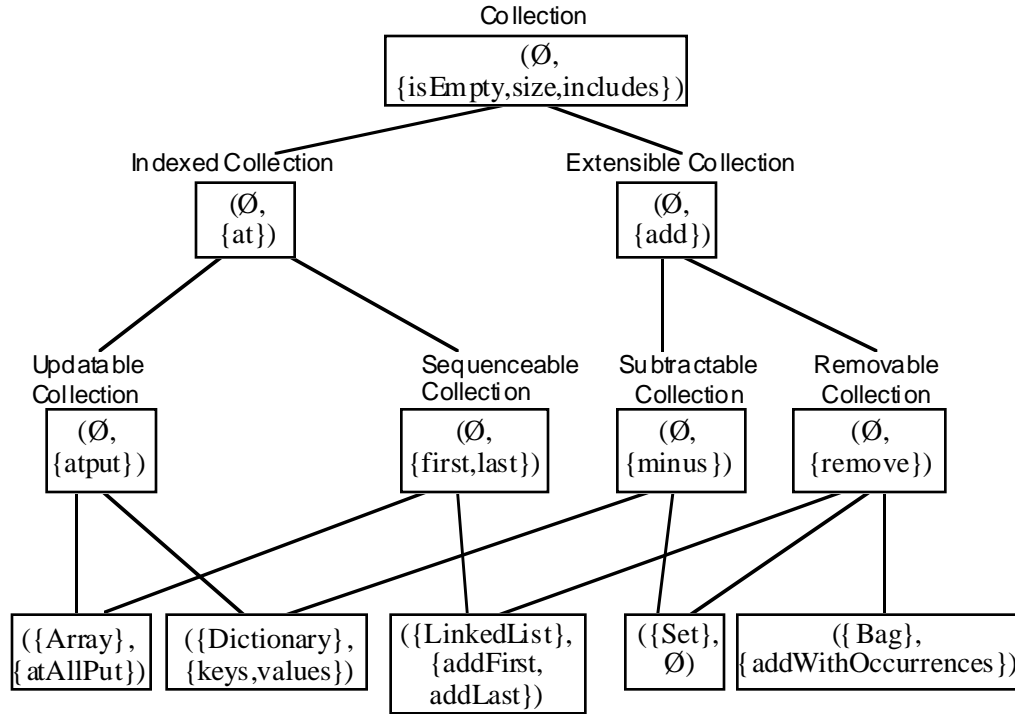 Collection
(Ø,
{isEmpty,size,includes})
Indexed Collection
(Ø,
{at})
Extensible Collection
(Ø,
{add})
Updatable
Collection
(Ø,
{atput})
Sequenceable
Collection
(Ø,
{first,last})
Subtractable
Collection
(Ø,
{minus})
Removable
Collection
(Ø,
{remove})
({Array},
{atAllPut})
({Dictionary},
{keys,values})
({LinkedList},
{addFirst,
addLast})
({Set},
Ø)
({Bag},
{addWithOccurrences})